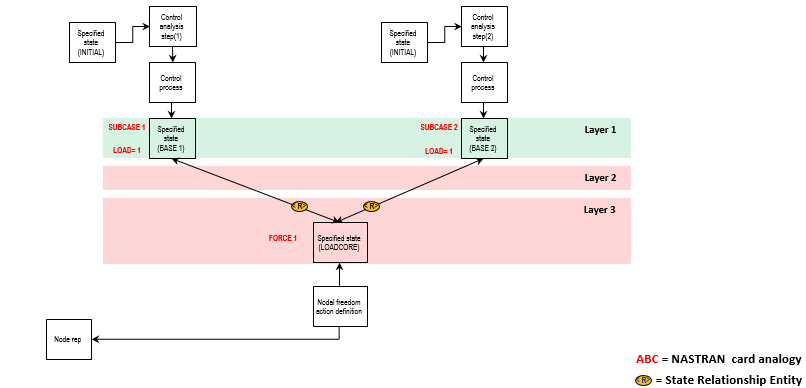 Specified
state
(INITIAL)
Control
analysis
step(1)
Specified
state
(INITIAL)
Control
analysis
step(2)
Control
process
Control
process
SUBCASE 1
LOAD= 1
Specified
state
(BASE 1)
SUBCASE 2
LOAD= 1
Specified
state
(BASE 2)
Layer 1
Layer 2
<R>
<R>
Layer 3
FORCE 1
Specified state
(LOADCORE)
Nodal freedom
action definition
Node rep
ABC = NASTRAN card analogy
<R> = State Relationship Entity